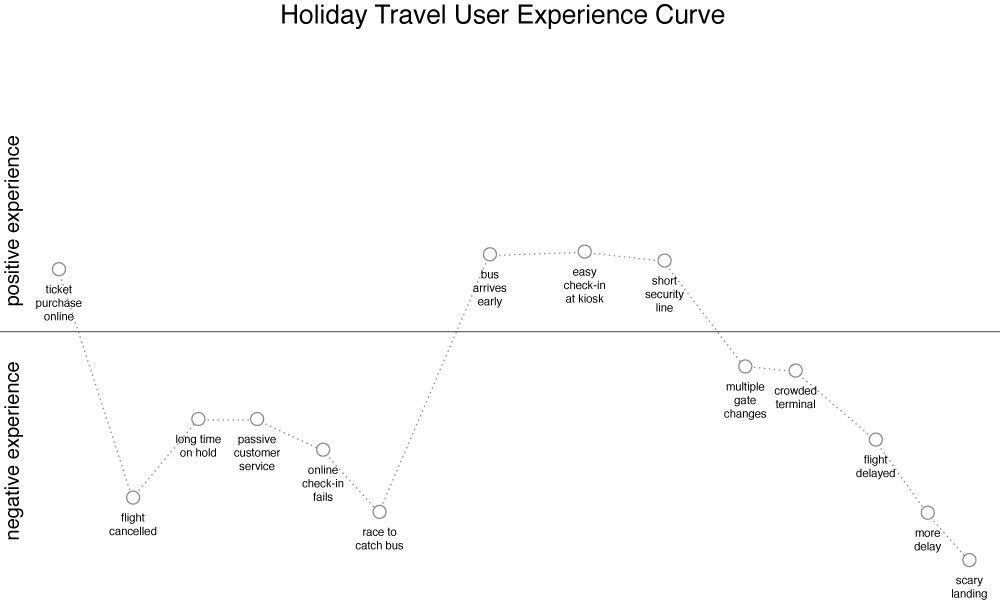 Holiday Travel User Experience Curve
positive experience
negative experience
ticket
purchase
online
flight
cancelled
long time
on hold
passive
customer
service
online
check-in
fails
race to
catch bus
bus
arrives
early
easy
check-in
at kiosk
short
security
line
multiple
gate
changes
crowded
terminal
flight
delayed
more
delay
scary
landing